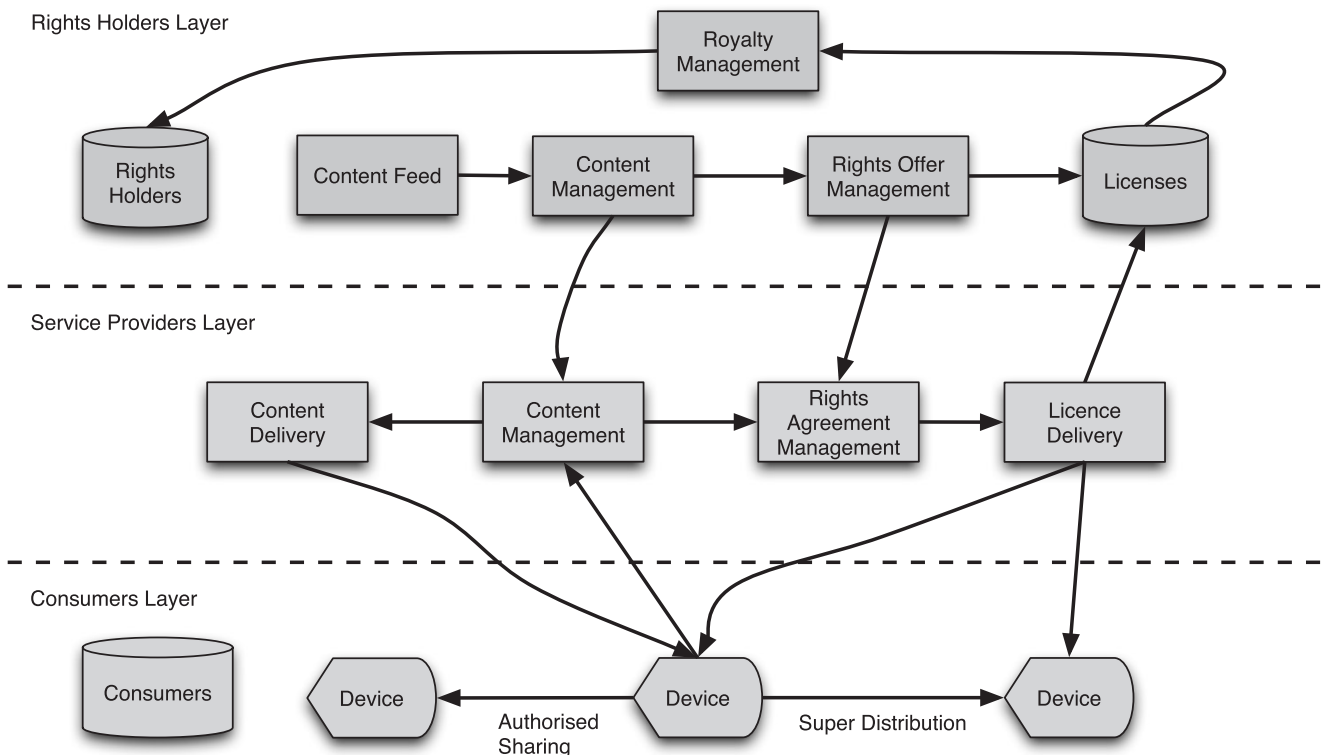 Rights Holders Layer
Royalty
Management
Rights
Holders
Content Feed
Content
Management
Rights Offer
Management
Licenses
Service Providers Layer
Content
Delivery
Content
Management
Rights
Agreement
Management
Licence
Delivery
Consumers Layer
Consumers
Device
Authorised
Sharing
Device
Super Distribution
Device